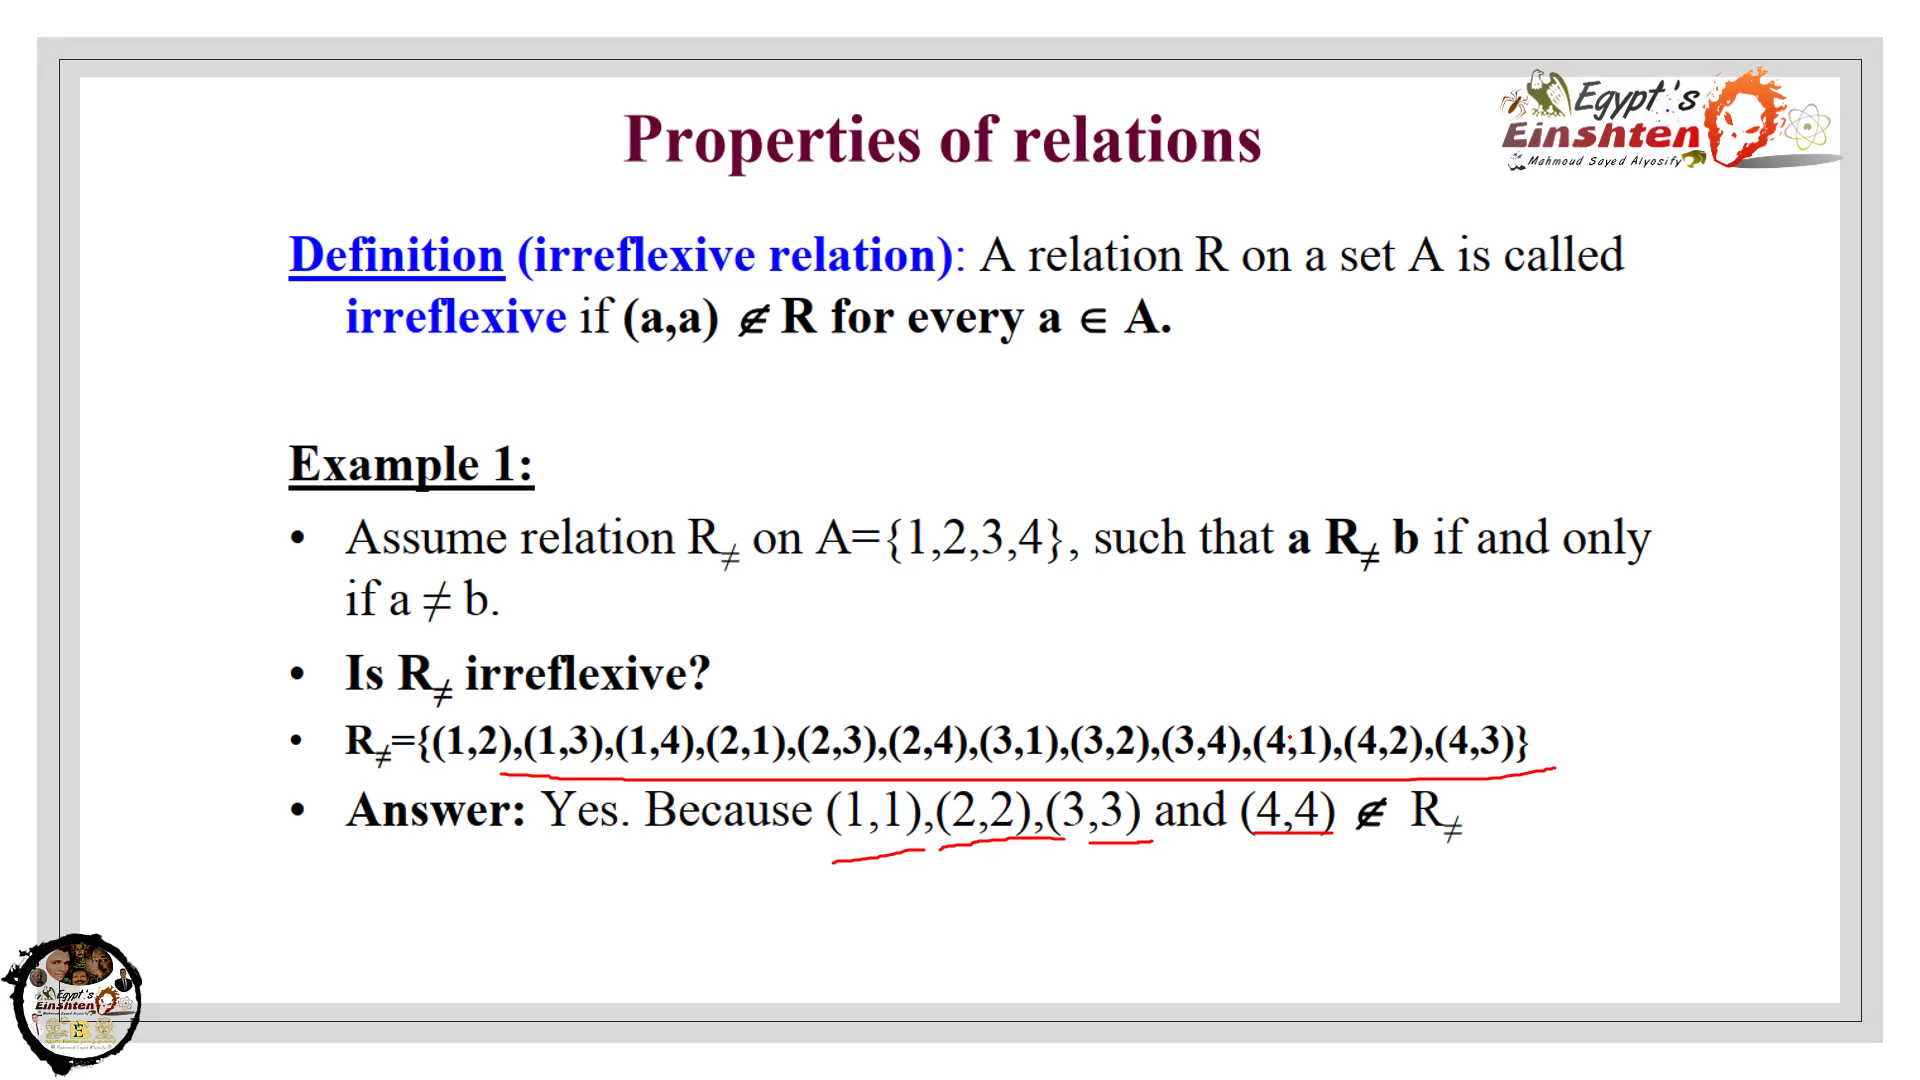 Egypt's
Einshten
Mahmoud Sayed Alyosify
Properties of relations
Definition (irreflexive relation): A relation R on a set A is called
irreflexive if (a,a) ∉ R for every a ∈ A.
Example 1:
• Assume relation R≠ on A={1,2,3,4}, such that a R≠ b if and only
if a ≠ b.
• Is R≠ irreflexive?
• R≠={(1,2),(1,3),(1,4),(2,1),(2,3),(2,4),(3,1),(3,2),(3,4),(4,1),(4,2),(4,3)}
• Answer: Yes. Because (1,1),(2,2),(3,3) and (4,4) ∉ R≠
Egypt's
Einshten